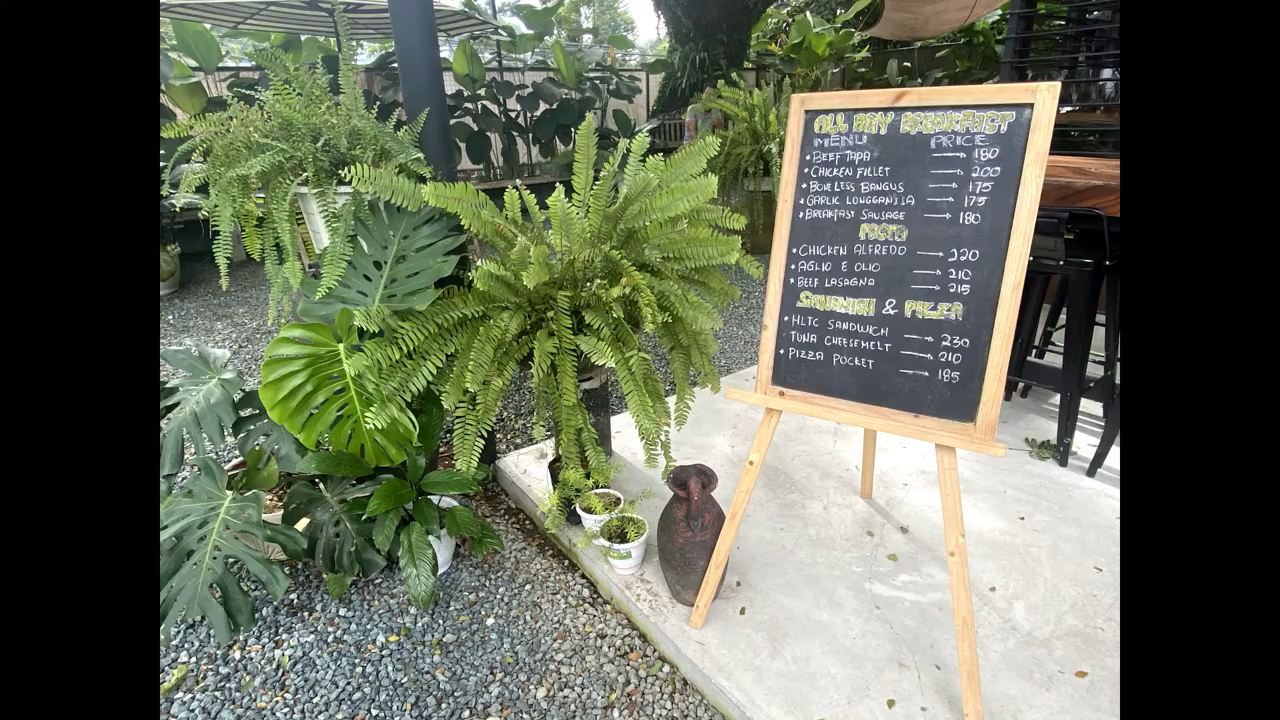 ALL DAY BREAKFAST
MENU PRICE
• BEEF TAPA → 180
• CHICKEN FILLET → 200
• BONELESS BANGUS → 175
• GARLIC LONGGANISA → 175
• BREAKFAST SAUSAGE → 180
PASTA
• CHICKEN ALFREDO → 220
• AGLIO E OLIO → 210
• BEEF LASAGNA → 215
SANDWICH & PIZZA
• HLTC SANDWICH → 230
TUNA CHEESEMELT → 210
• PIZZA POCKET → 185